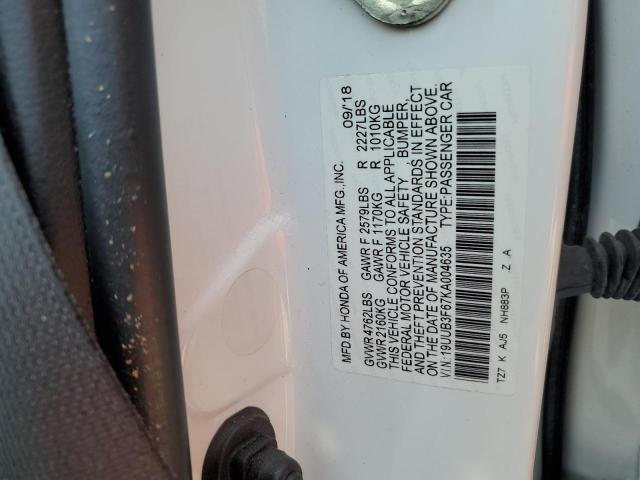 MFD BY HONDA OF AMERICA MFG.,INC. 09/18
GVWR 4762LBS GAWR F 2579LBS R 2227LBS
GVWR 2160KG GAWR F 1170KG R 1010KG
THIS VEHICLE CONFORMS TO ALL APPLICABLE
FEDERAL MOTOR VEHICLE SAFETY, BUMPER,
AND THEFT PREVENTION STANDARDS IN EFFECT
ON THE DATE OF MANUFACTURE SHOWN ABOVE.
V.I.N.:19UUB3F67KA004635 TYPE:PASSENGER CAR
TZ7 K AJ5 NH883P Z A